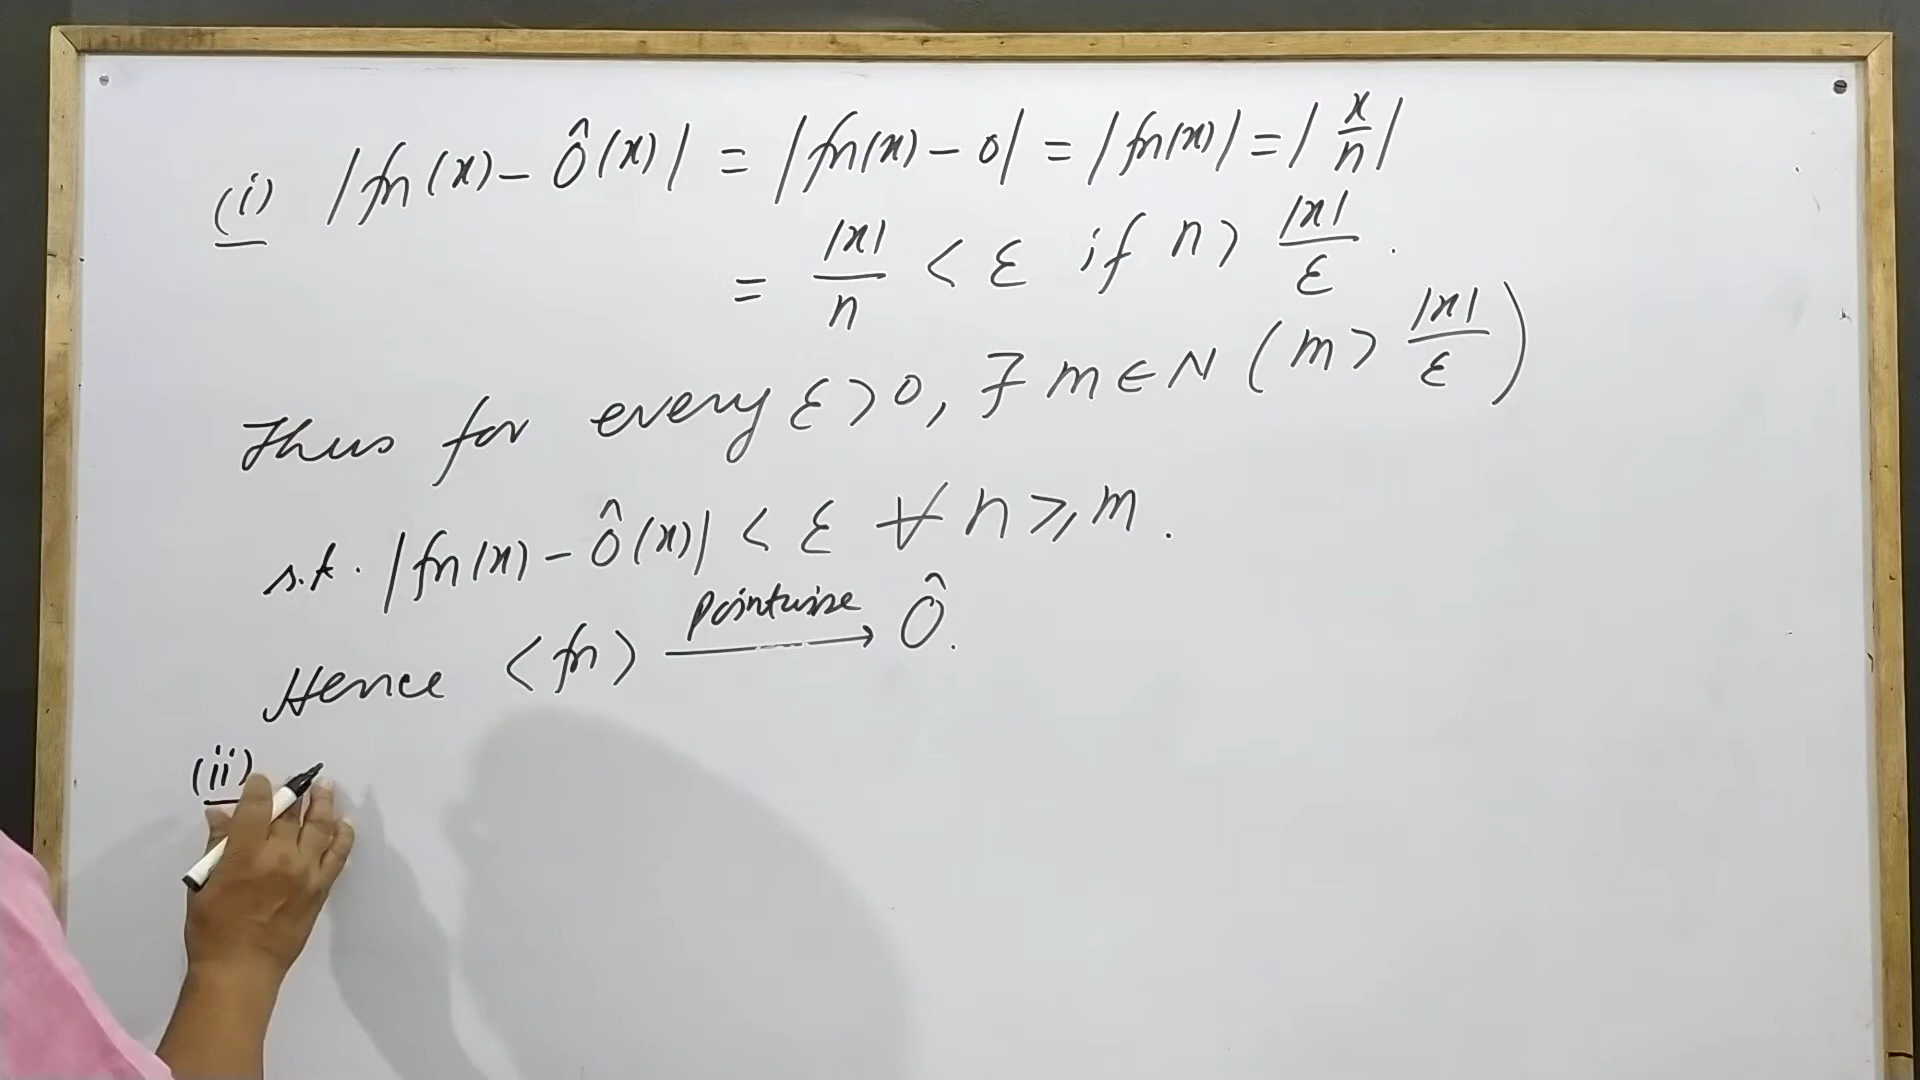 (i) |fn(x) - Ô(x)| = |fn(x) - 0| = |fn(x)| = |x/n|
= |x|/n < ε if n > |x|/ε .
Thus for every ε > 0, ∃ m ∈ N (m > |x|/ε)
s.t. |fn(x) - Ô(x)| < ε ∀ n ≥ m .
Hence <fn> pointwise → Ô.
(ii)